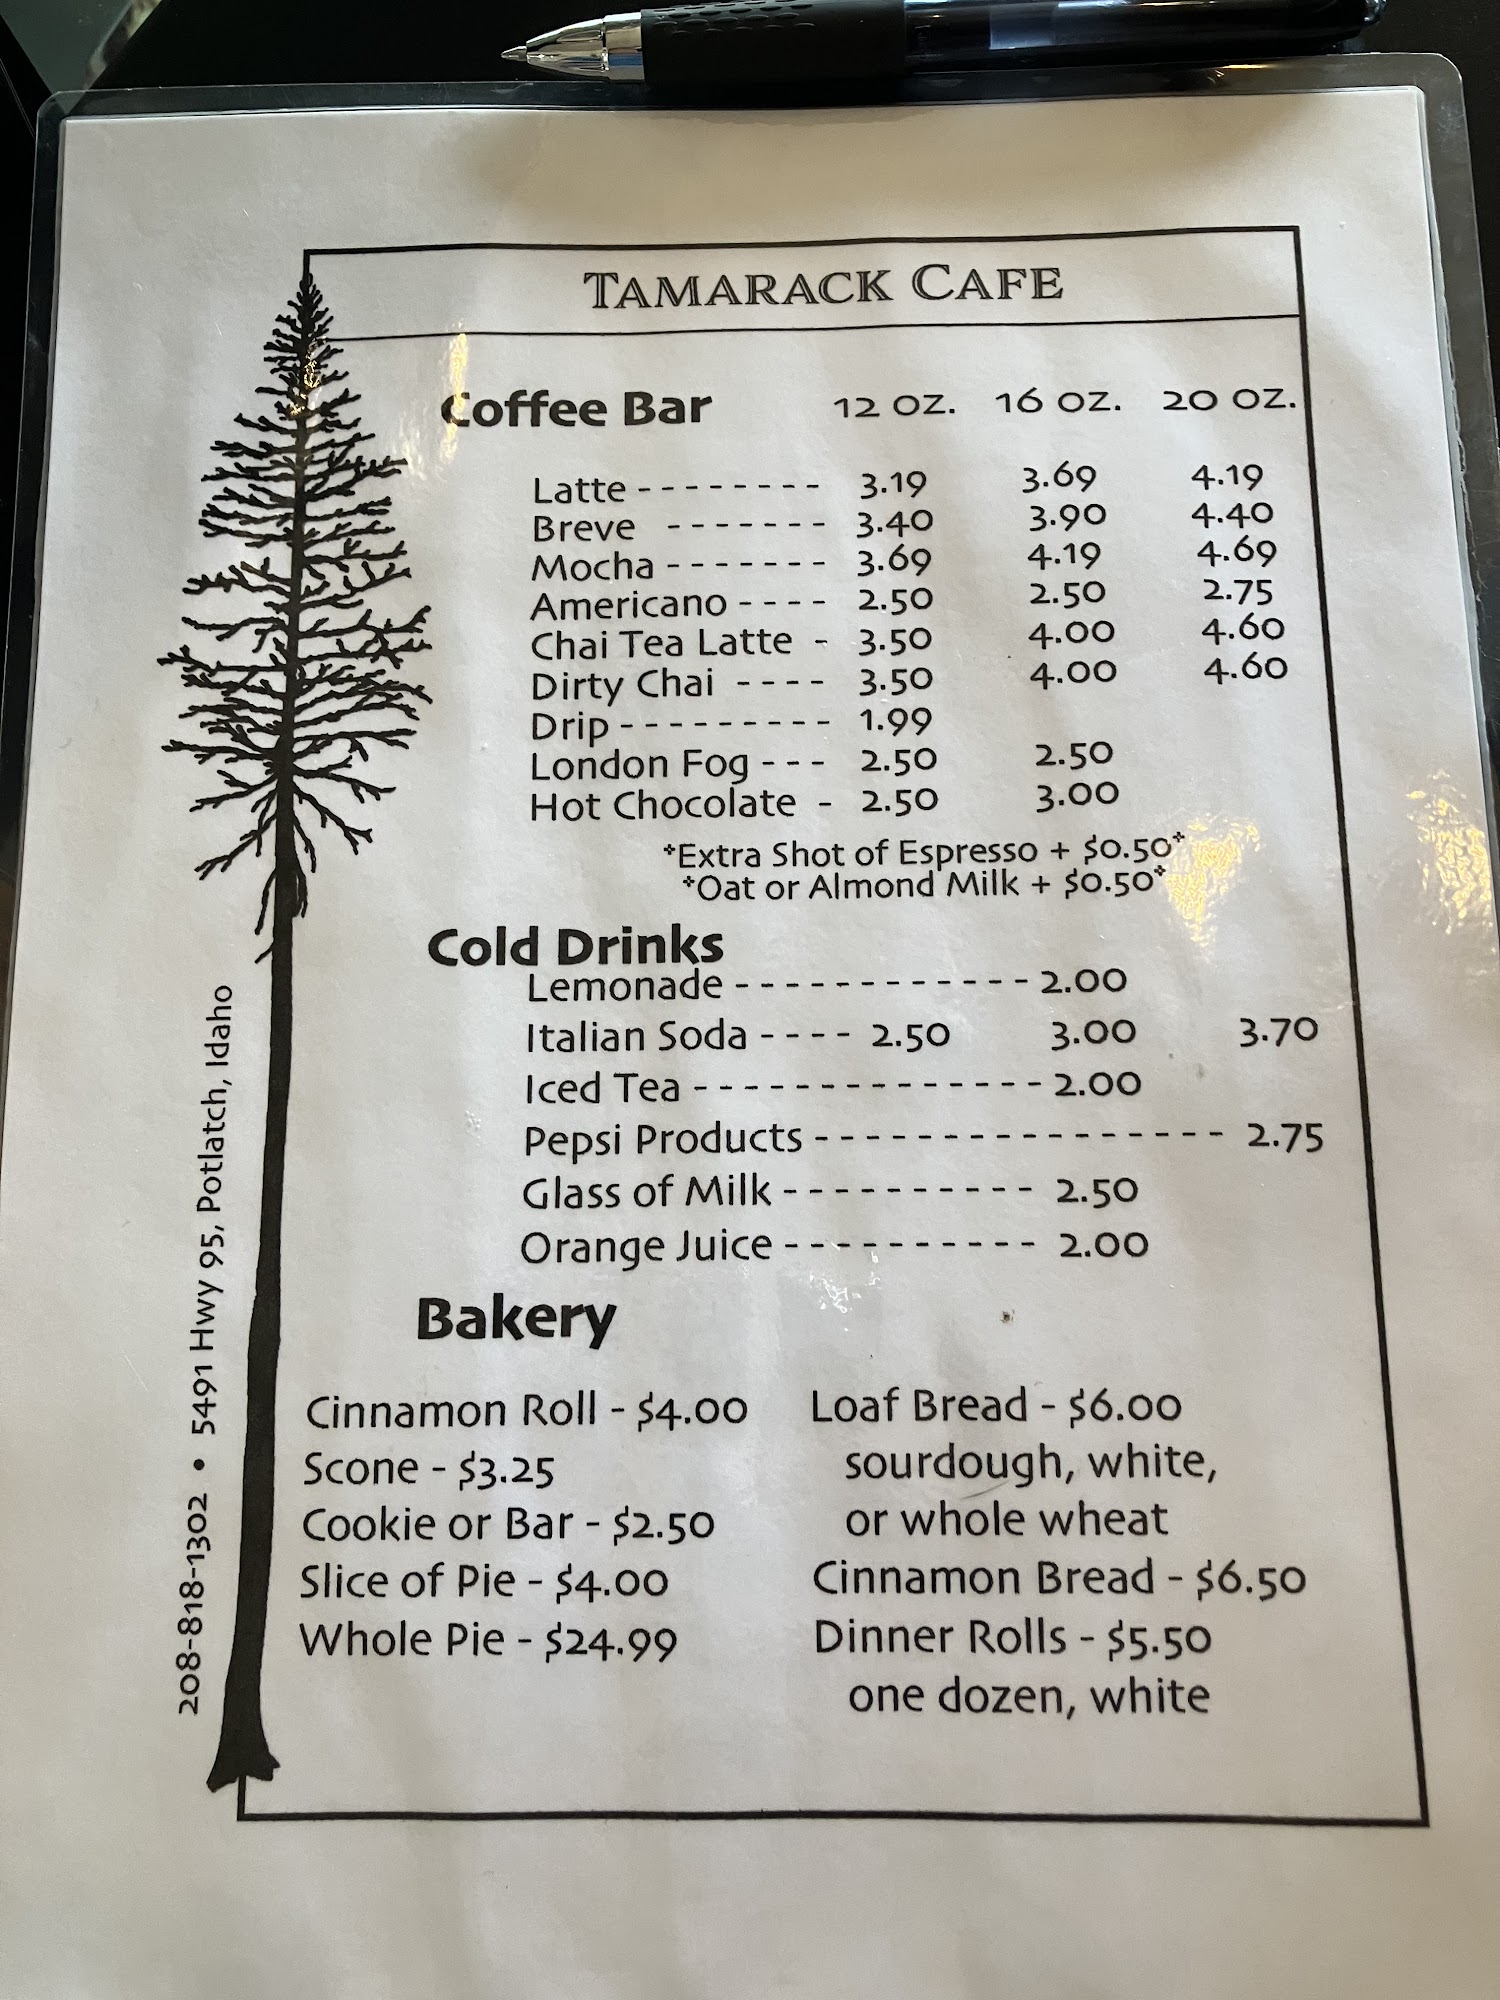 TAMARACK CAFE
Coffee Bar 12 OZ. 16 OZ. 20 OZ.
Latte - - - - - - - - 3.19 3.69 4.19
Breve - - - - - - - 3.40 3.90 4.40
Mocha - - - - - - - 3.69 4.19 4.69
Americano - - - - 2.50 2.50 2.75
Chai Tea Latte - 3.50 4.00 4.60
Dirty Chai - - - - 3.50 4.00 4.60
Drip - - - - - - - - - 1.99
London Fog - - - 2.50 2.50
Hot Chocolate - 2.50 3.00
*Extra Shot of Espresso + $0.50*
*Oat or Almond Milk + $0.50*
Cold Drinks
Lemonade - - - - - - - - - - - - 2.00
Italian Soda - - - - 2.50 3.00 3.70
Iced Tea - - - - - - - - - - - - - - 2.00
Pepsi Products - - - - - - - - - - - - - - - - 2.75
Glass of Milk - - - - - - - - - - 2.50
Orange Juice - - - - - - - - - - 2.00
Bakery
Cinnamon Roll - $4.00
Scone - $3.25
Cookie or Bar - $2.50
Slice of Pie - $4.00
Whole Pie - $24.99
Loaf Bread - $6.00
sourdough, white,
or whole wheat
Cinnamon Bread - $6.50
Dinner Rolls - $5.50
one dozen, white
208-818-1302 • 5491 Hwy 95, Potlatch, Idaho